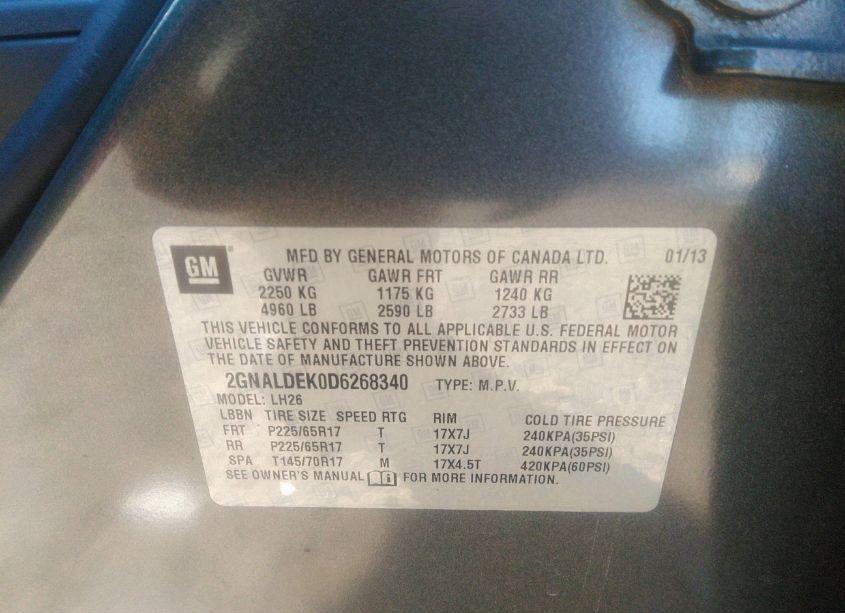 GM MFD BY GENERAL MOTORS OF CANADA LTD. 01/13
GVWR GAWR FRT GAWR RR
2250 KG 1175 KG 1240 KG
4960 LB 2590 LB 2733 LB
THIS VEHICLE CONFORMS TO ALL APPLICABLE U.S. FEDERAL MOTOR
VEHICLE SAFETY AND THEFT PREVENTION STANDARDS IN EFFECT ON
THE DATE OF MANUFACTURE SHOWN ABOVE.
2GNALDEK0D6268340 TYPE: M.P.V.
MODEL: LH26
LBBN TIRE SIZE SPEED RTG RIM COLD TIRE PRESSURE
FRT P225/65R17 T 17X7J 240KPA(35PSI)
RR P225/65R17 T 17X7J 240KPA(35PSI)
SPA T145/70R17 M 17X4.5T 420KPA(60PSI)
SEE OWNER'S MANUAL i FOR MORE INFORMATION.